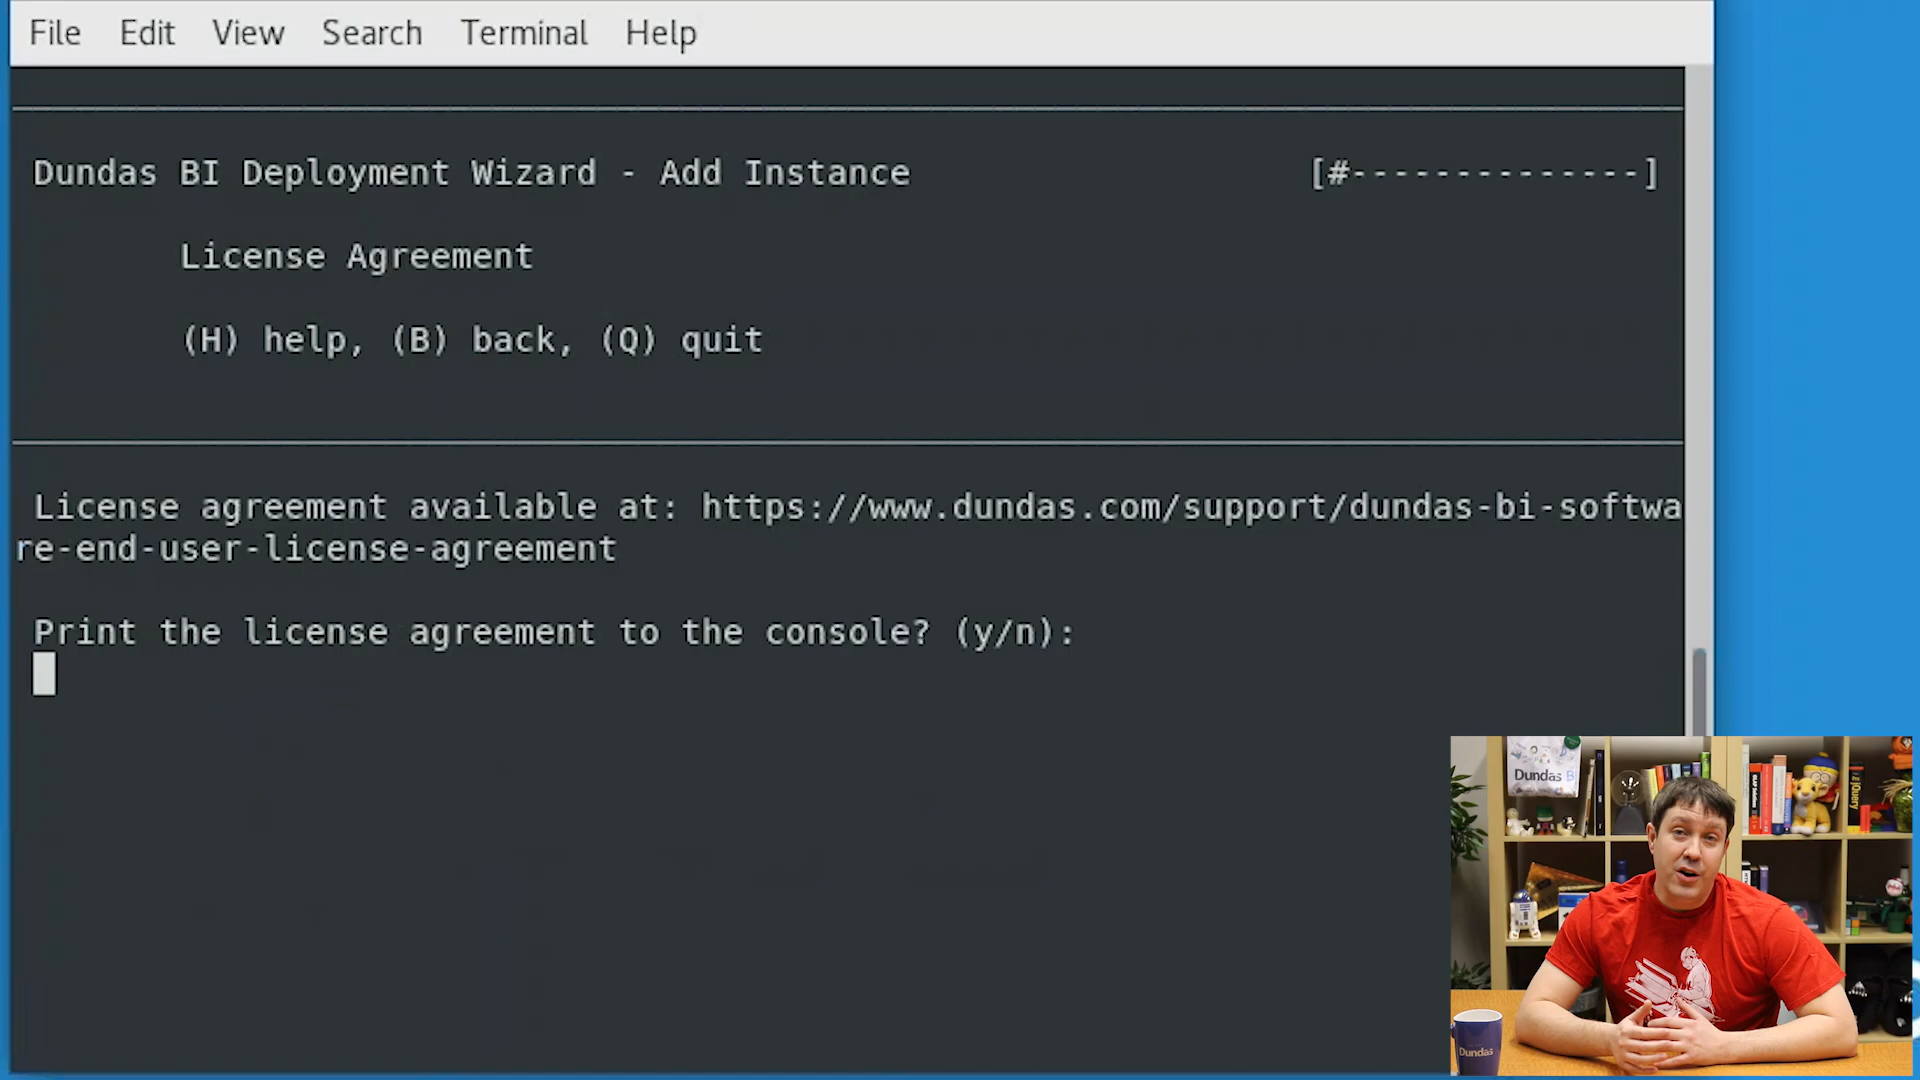 File Edit View Search Terminal Help
Dundas BI Deployment Wizard - Add Instance [#--------------]
License Agreement
(H) help, (B) back, (Q) quit
License agreement available at: https://www.dundas.com/support/dundas-bi-softwa
re-end-user-license-agreement
Print the license agreement to the console? (y/n):
Dundas B
jQuery
Dundas